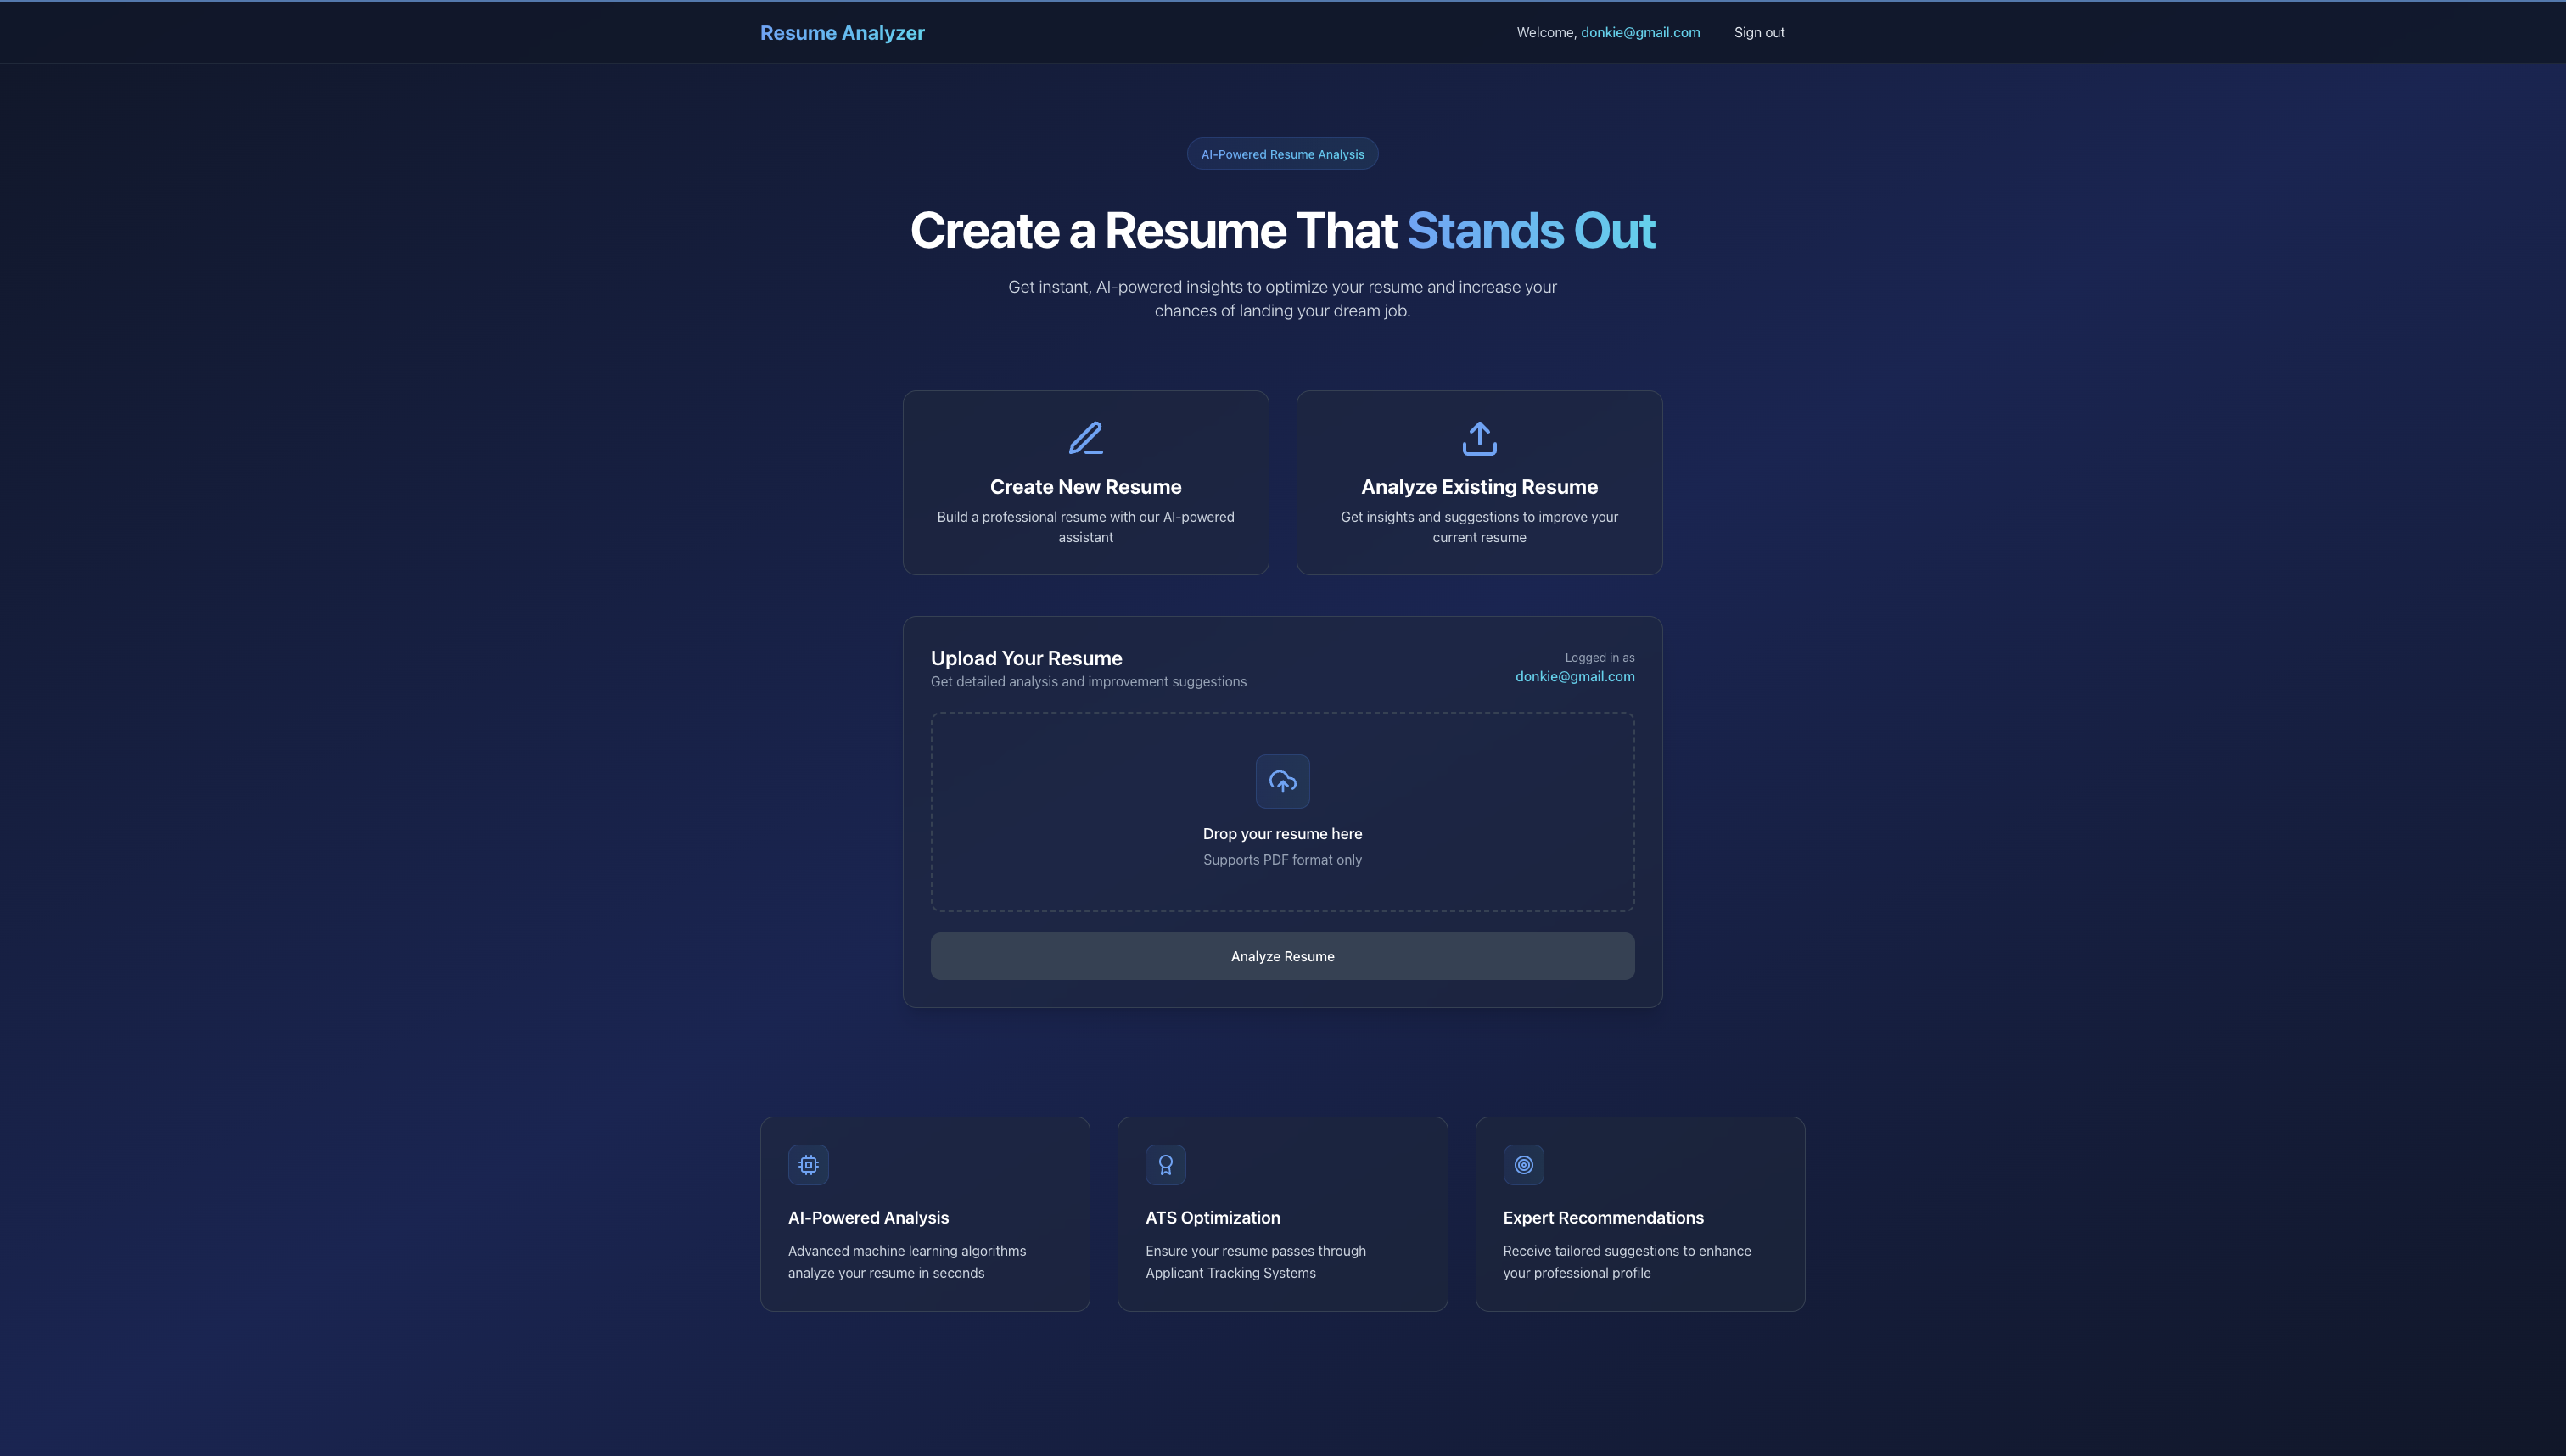 Resume Analyzer
Welcome, donkie@gmail.com
Sign out
AI-Powered Resume Analysis
Create a Resume That Stands Out
Get instant, AI-powered insights to optimize your resume and increase your
chances of landing your dream job.
Create New Resume
Build a professional resume with our AI-powered
assistant
Analyze Existing Resume
Get insights and suggestions to improve your
current resume
Upload Your Resume
Get detailed analysis and improvement suggestions
Logged in as
donkie@gmail.com
Drop your resume here
Supports PDF format only
Analyze Resume
AI-Powered Analysis
Advanced machine learning algorithms
analyze your resume in seconds
ATS Optimization
Ensure your resume passes through
Applicant Tracking Systems
Expert Recommendations
Receive tailored suggestions to enhance
your professional profile